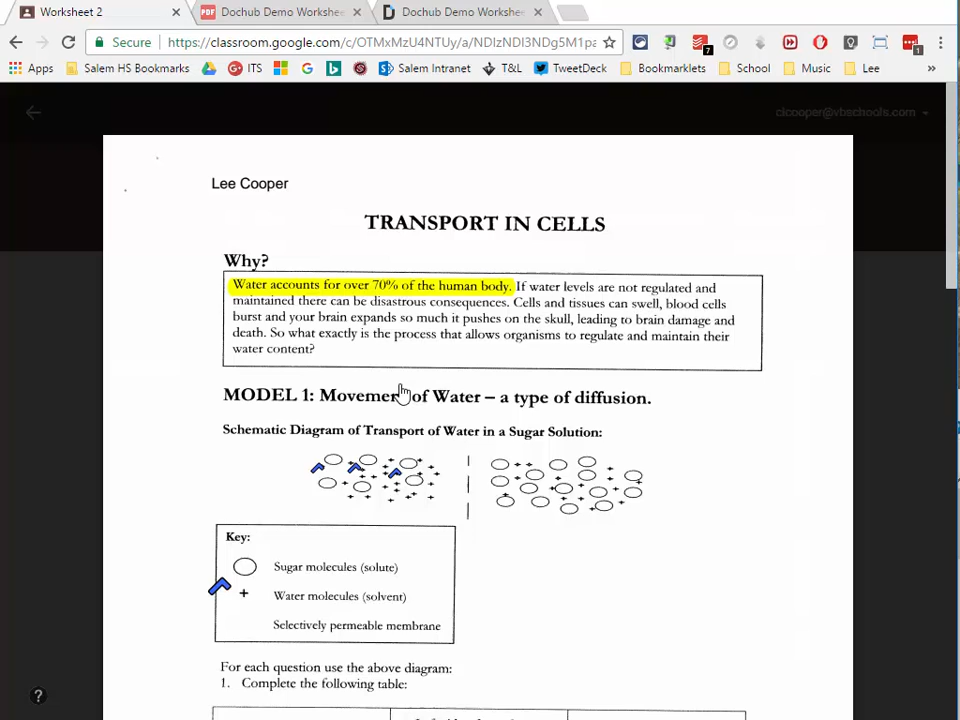 Worksheet 2
Dochub Demo Workshee
Dochub Demo Workshee
Secure
https://classroom.google.com/c/OTMxMzU4NTUy/a/NDIzNDI3NDg5M1pa
7
1
Apps
Salem HS Bookmarks
ITS
Salem Intranet
T&L
TweetDeck
Bookmarklets
School
Music
Lee
»
clcooper@vbschools.com
Lee Cooper
TRANSPORT IN CELLS
Why?
Water accounts for over 70% of the human body. If water levels are not regulated and
maintained there can be disastrous consequences. Cells and tissues can swell, blood cells
burst and your brain expands so much it pushes on the skull, leading to brain damage and
death. So what exactly is the process that allows organisms to regulate and maintain their
water content?
MODEL 1: Movement of Water – a type of diffusion.
Schematic Diagram of Transport of Water in a Sugar Solution:
Key:
Sugar molecules (solute)
+ Water molecules (solvent)
Selectively permeable membrane
For each question use the above diagram:
1. Complete the following table: